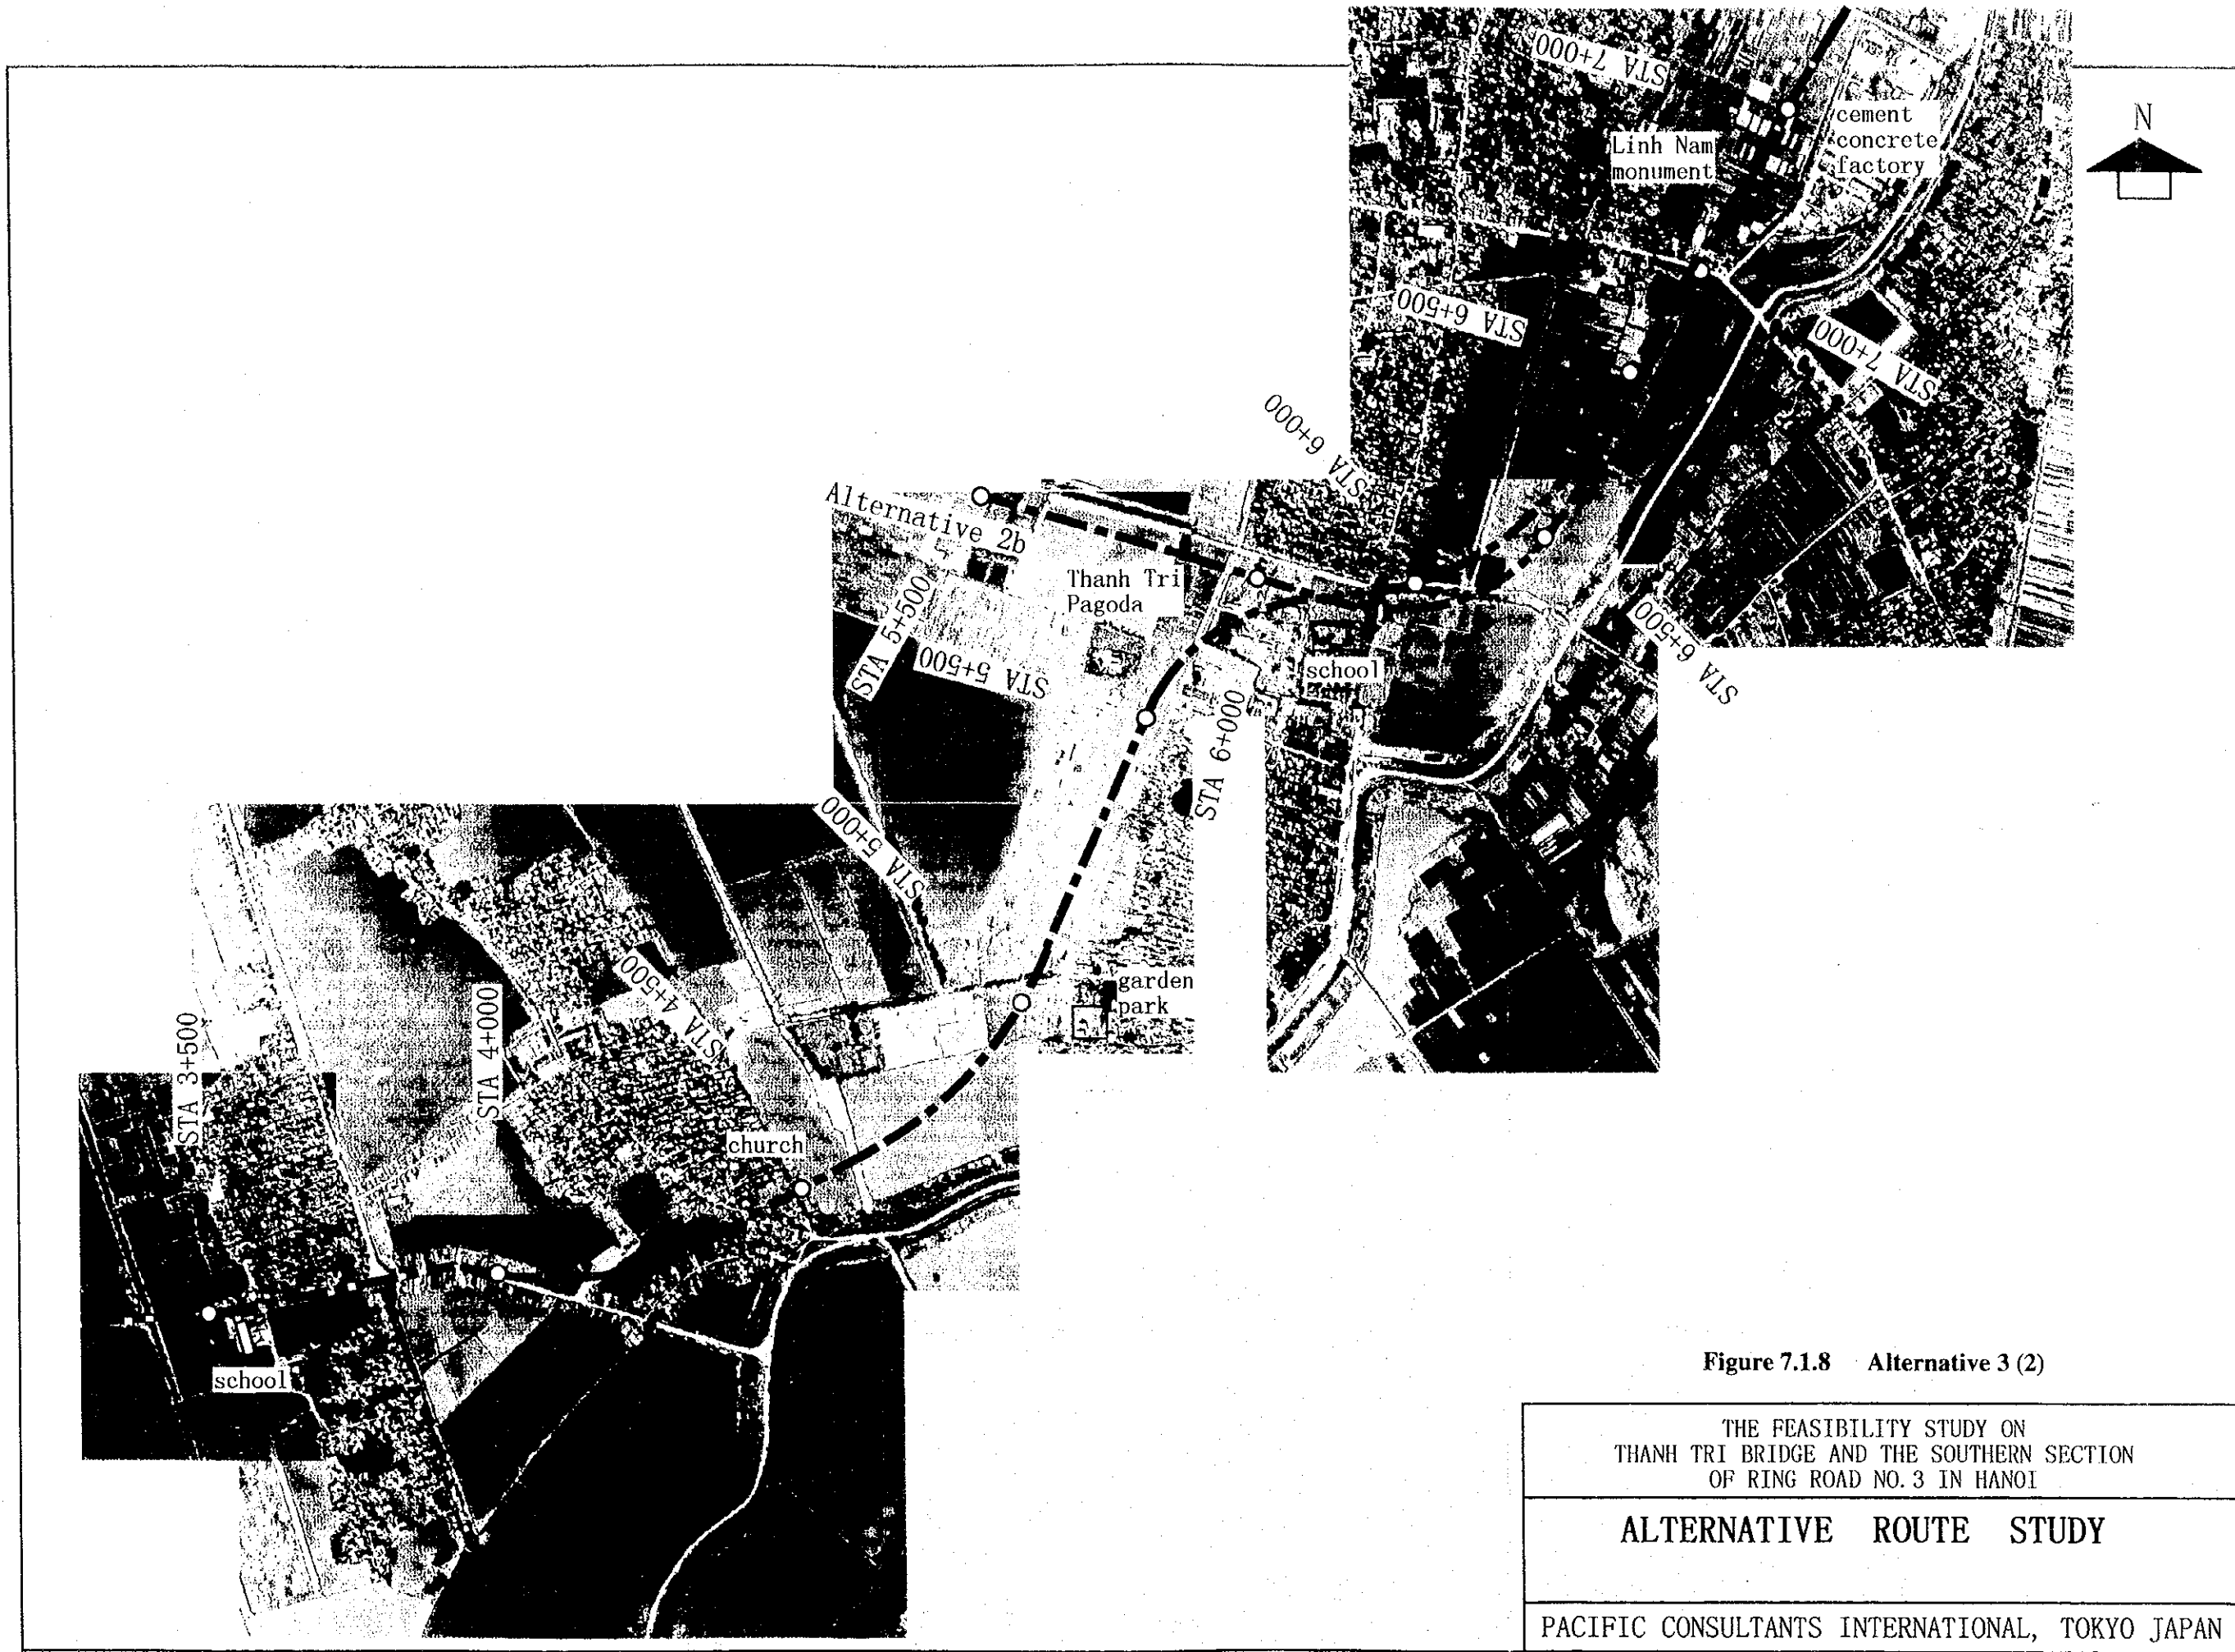 STA 7+000
cement
concrete
factory
N
Linh Nam
monument
STA 6+500
STA 7+000
STA 6+000
Alternative 2b
Thanh Tri
Pagoda
STA 5+500
STA 5+500
school
STA 6+500
STA 6+000
STA 5+000
garden
park
STA 4+500
STA 4+000
STA 3+500
church
school
Figure 7.1.8 Alternative 3 (2)
THE FEASIBILITY STUDY ON
THANH TRI BRIDGE AND THE SOUTHERN SECTION
OF RING ROAD NO. 3 IN HANOI
ALTERNATIVE ROUTE STUDY
PACIFIC CONSULTANTS INTERNATIONAL, TOKYO JAPAN